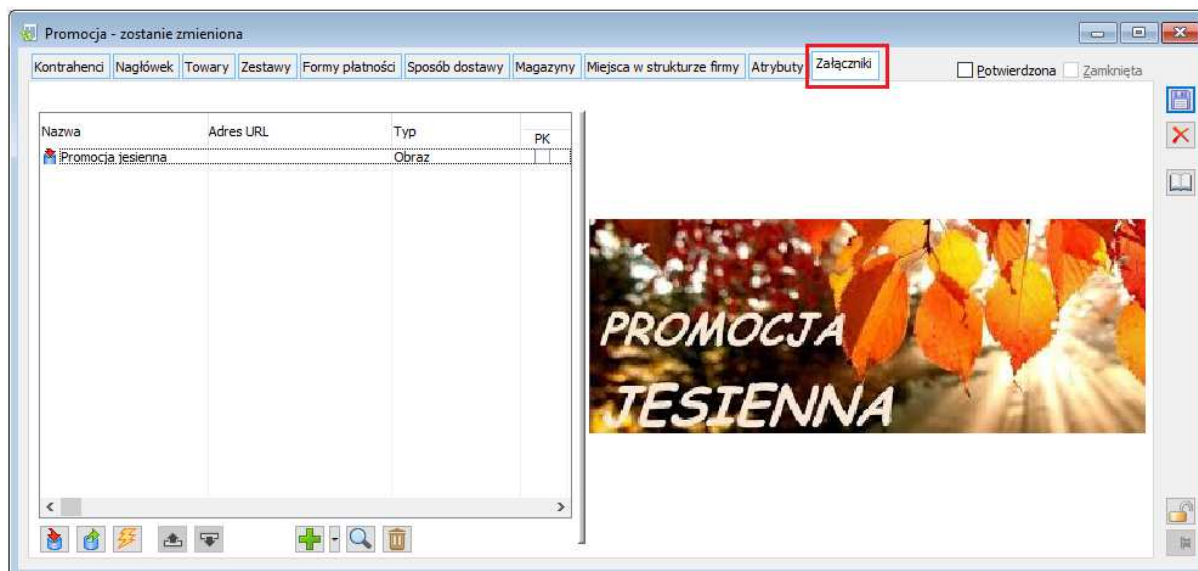 Promocja - zostanie zmieniona
Kontrahenci Nagłówek Towary Zestawy Formy płatności Sposób dostawy Magazyny Miejsca w strukturze firmy Atrybuty Załączniki Potwierdzona Zamknięta
Nazwa Adres URL Typ PK
Promocja jesienna Obraz
PROMOCJA
JESIENNA